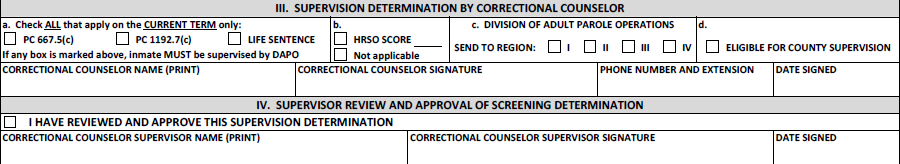 III. SUPERVISION DETERMINATION BY CORRECTIONAL COUNSELOR
a. Check ALL that apply on the CURRENT TERM only:
PC 667.5(c) PC 1192.7(c) LIFE SENTENCE
If any box is marked above, inmate MUST be supervised by DAPO
b.
HRSO SCORE _____
Not applicable
c. DIVISION OF ADULT PAROLE OPERATIONS
SEND TO REGION: I II III IV
d.
ELIGIBLE FOR COUNTY SUPERVISION
CORRECTIONAL COUNSELOR NAME (PRINT) CORRECTIONAL COUNSELOR SIGNATURE PHONE NUMBER AND EXTENSION DATE SIGNED
IV. SUPERVISOR REVIEW AND APPROVAL OF SCREENING DETERMINATION
I HAVE REVIEWED AND APPROVE THIS SUPERVISION DETERMINATION
CORRECTIONAL COUNSELOR SUPERVISOR NAME (PRINT) CORRECTIONAL COUNSELOR SUPERVISOR SIGNATURE DATE SIGNED